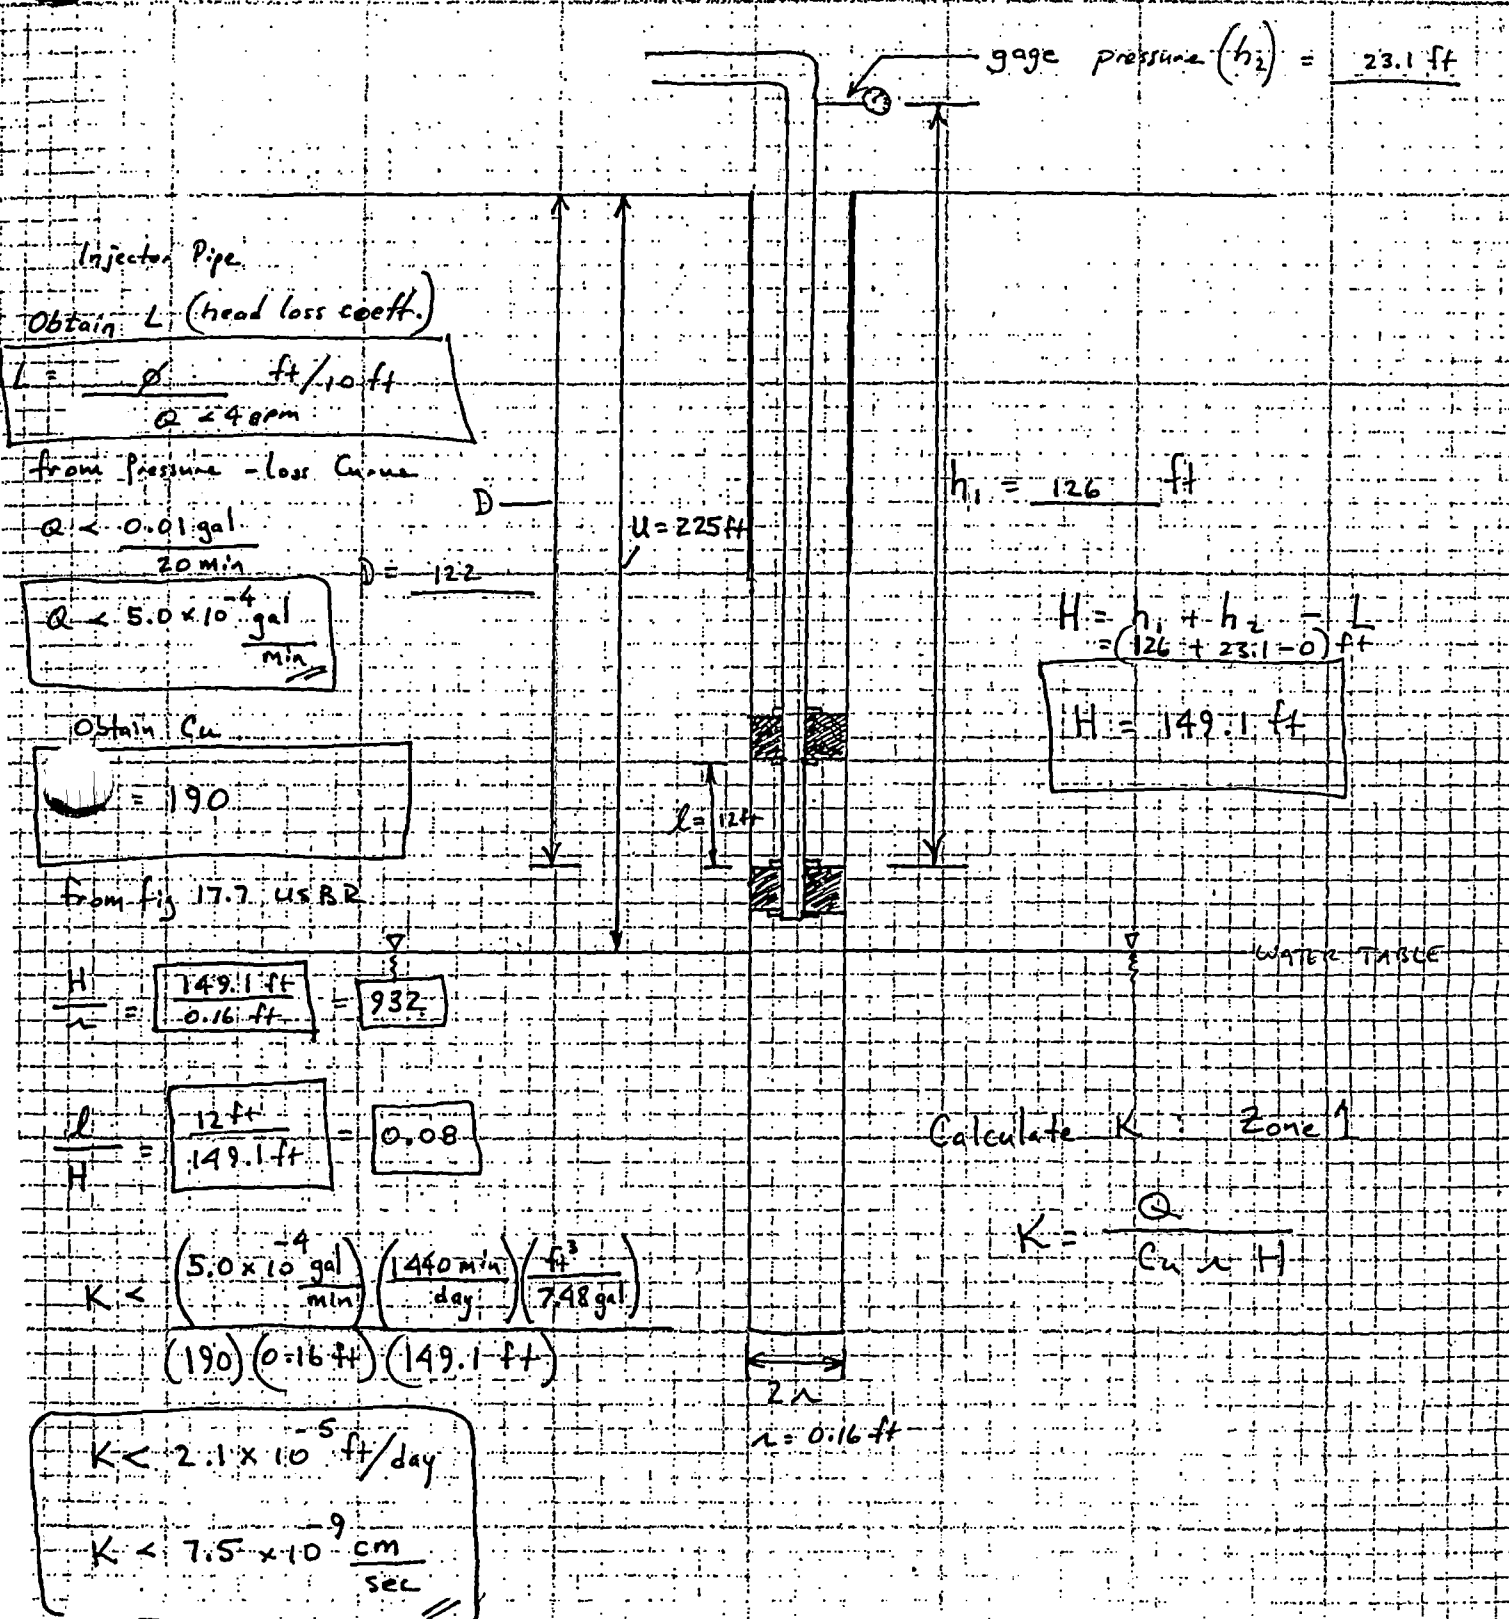 gage pressure (h₂) = 23.1 ft
Injector Pipe
Obtain L (head loss coeff.)
L = ∅ ft/10 ft
Q < 4 gpm
from pressure-loss Curve
Q < 0.01 gal
20 min
Q < 5.0 × 10⁻⁴ gal
min
D
D = 122
U = 225 ft
h₁ = 126 ft
H = h₁ + h₂ - L
= (126 + 23.1 - 0) ft
H = 149.1 ft
Obtain Cu
= 190
from fig 17.7 USBR
l = 12 ft
WATER TABLE
H/r = 149.1 ft / 0.16 ft = 932
l/H = 12 ft / 149.1 ft = 0.08
Calculate K : Zone 1
K = Q / Cu r H
K < (5.0 × 10⁻⁴ gal/min) (1440 min/day) (ft³/7.48 gal)
(190) (0.16 ft) (149.1 ft)
2r
r = 0.16 ft
K < 2.1 × 10⁻⁵ ft/day
K < 7.5 × 10⁻⁹ cm/sec